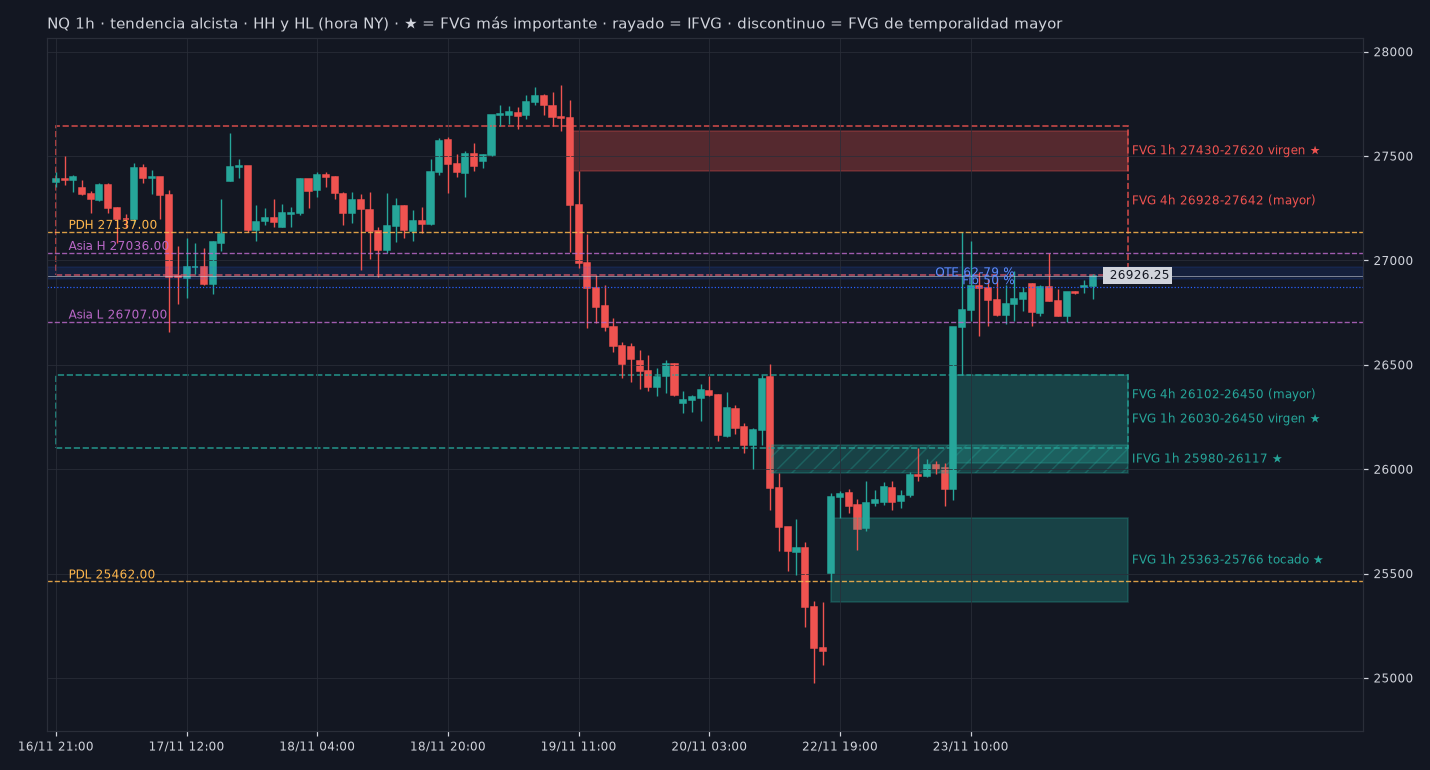 NQ 1h · tendencia alcista · HH y HL (hora NY) · ★ = FVG más importante · rayado = IFVG · discontinuo = FVG de temporalidad mayor
28000
27500
27000
26500
26000
25500
25000
FVG 1h 27430-27620 virgen ★
FVG 4h 26928-27642 (mayor)
PDH 27137.00
Asia H 27036.00
OTE 62-79 %
26926.25
Asia L 26707.00
FVG 4h 26102-26450 (mayor)
FVG 1h 26030-26450 virgen ★
IFVG 1h 25980-26117 ★
FVG 1h 25363-25766 tocado ★
PDL 25462.00
16/11 21:00
17/11 12:00
18/11 04:00
18/11 20:00
19/11 11:00
20/11 03:00
22/11 19:00
23/11 10:00